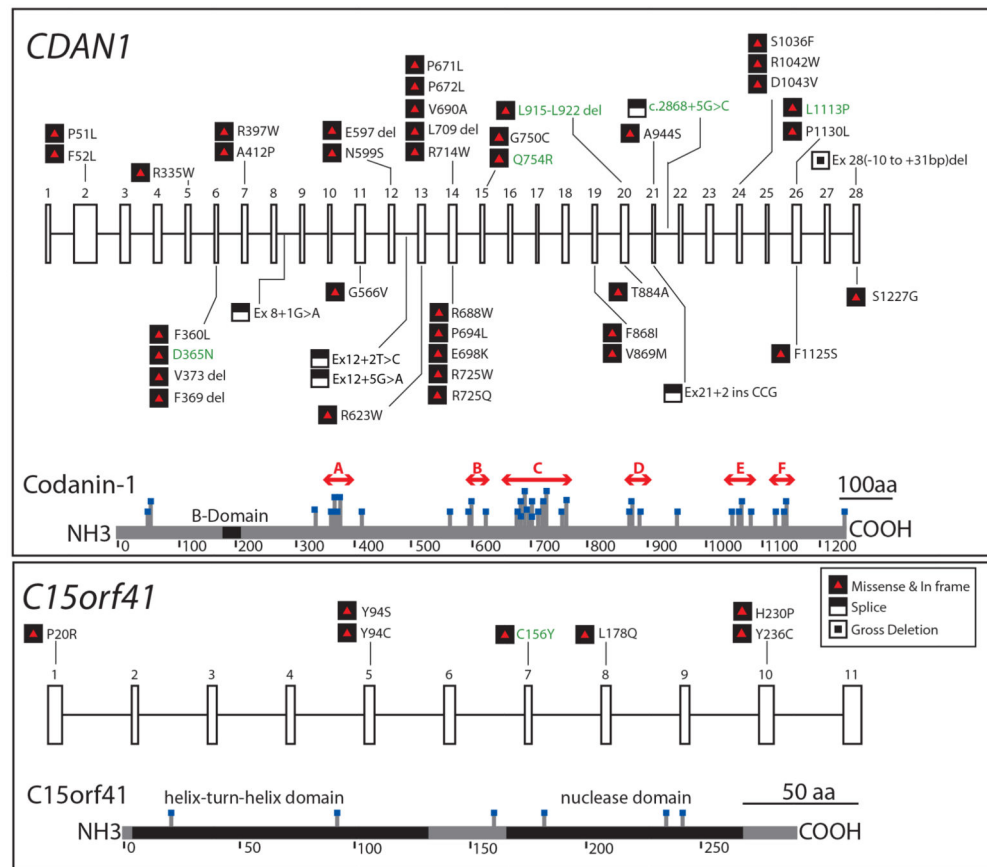 CDAN1
P51L
F52L
R335W
R397W
A412P
E597 del
N599S
P671L
P672L
V690A
L709 del
R714W
L915-L922 del
G750C
Q754R
c.2868+5G>C
A944S
S1036F
R1042W
D1043V
L1113P
P1130L
Ex 28(-10 to +31bp)del
1 2 3 4 5 6 7 8 9 10 11 12 13 14 15 16 17 18 19 20 21 22 23 24 25 26 27 28
Ex 8+1G>A
F360L
D365N
V373 del
F369 del
G566V
Ex12+2T>C
Ex12+5G>A
R623W
R688W
P694L
E698K
R725W
R725Q
T884A
F868I
V869M
Ex21+2 ins CCG
F1125S
S1227G
A B C D E F
Codanin-1
100aa
B-Domain
NH3
COOH
0 100 200 300 400 500 600 700 800 900 1000 1100 1200
C15orf41
Missense & In frame
Splice
Gross Deletion
P20R
Y94S
Y94C
C156Y
L178Q
H230P
Y236C
1 2 3 4 5 6 7 8 9 10 11
C15orf41
helix-turn-helix domain
nuclease domain
50 aa
NH3
COOH
0 50 100 150 200 250